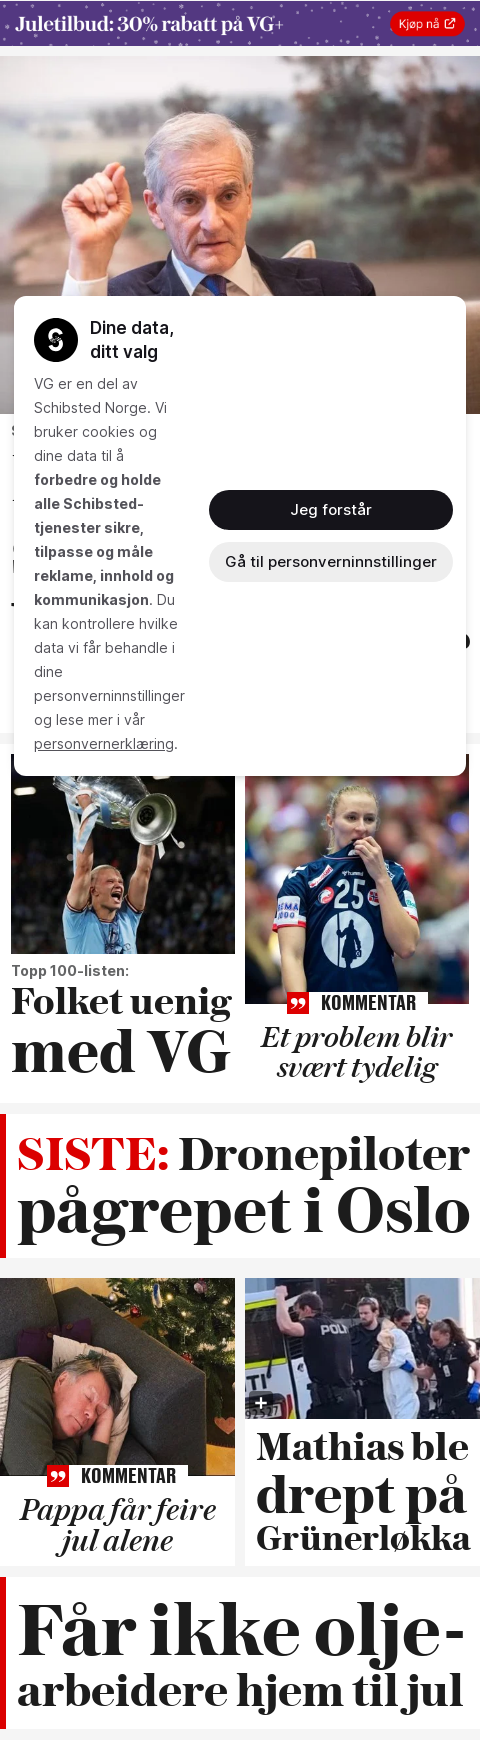 Juletilbud: 30% rabatt på VG+
Kjøp nå
Dine data,
ditt valg
VG er en del av
Schibsted Norge. Vi
bruker cookies og
dine data til å
forbedre og holde
alle Schibsted-
tjenester sikre,
tilpasse og måle
reklame, innhold og
kommunikasjon. Du
kan kontrollere hvilke
data vi får behandle i
dine
personverninnstillinger
og lese mer i vår
personvernerklæring.
Jeg forstår
Gå til personverninnstillinger
25
REMA
1000
Topp 100-listen:
Folket uenig
med VG
KOMMENTAR
Et problem blir
svært tydelig
SISTE: Dronepiloter
pågrepet i Oslo
KOMMENTAR
Pappa får feire
jul alene
Mathias ble
drept på
Grünerløkka
Får ikke olje-
arbeidere hjem til jul